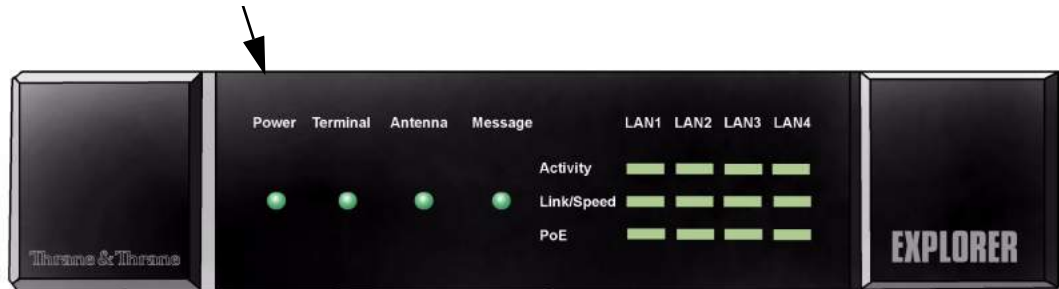 Power Terminal Antenna Message LAN1 LAN2 LAN3 LAN4
Activity
Link/Speed
PoE
Thrane & Thrane
EXPLORER